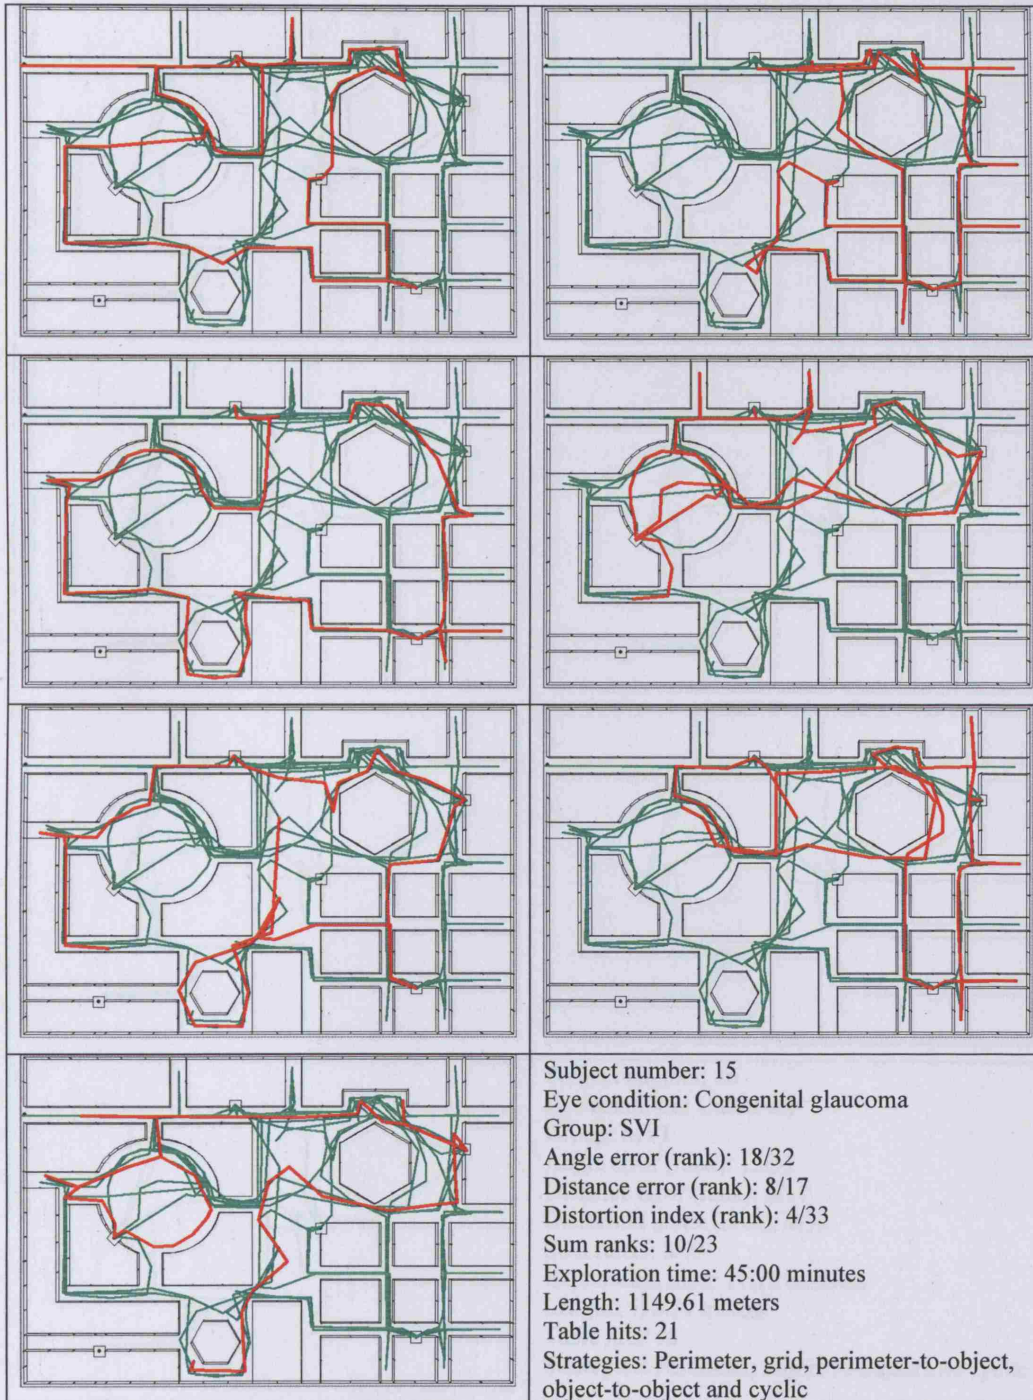 Subject number: 15
Eye condition: Congenital glaucoma
Group: SVI
Angle error (rank): 18/32
Distance error (rank): 8/17
Distortion index (rank): 4/33
Sum ranks: 10/23
Exploration time: 45:00 minutes
Length: 1149.61 meters
Table hits: 21
Strategies: Perimeter, grid, perimeter-to-object,
object-to-object and cyclic